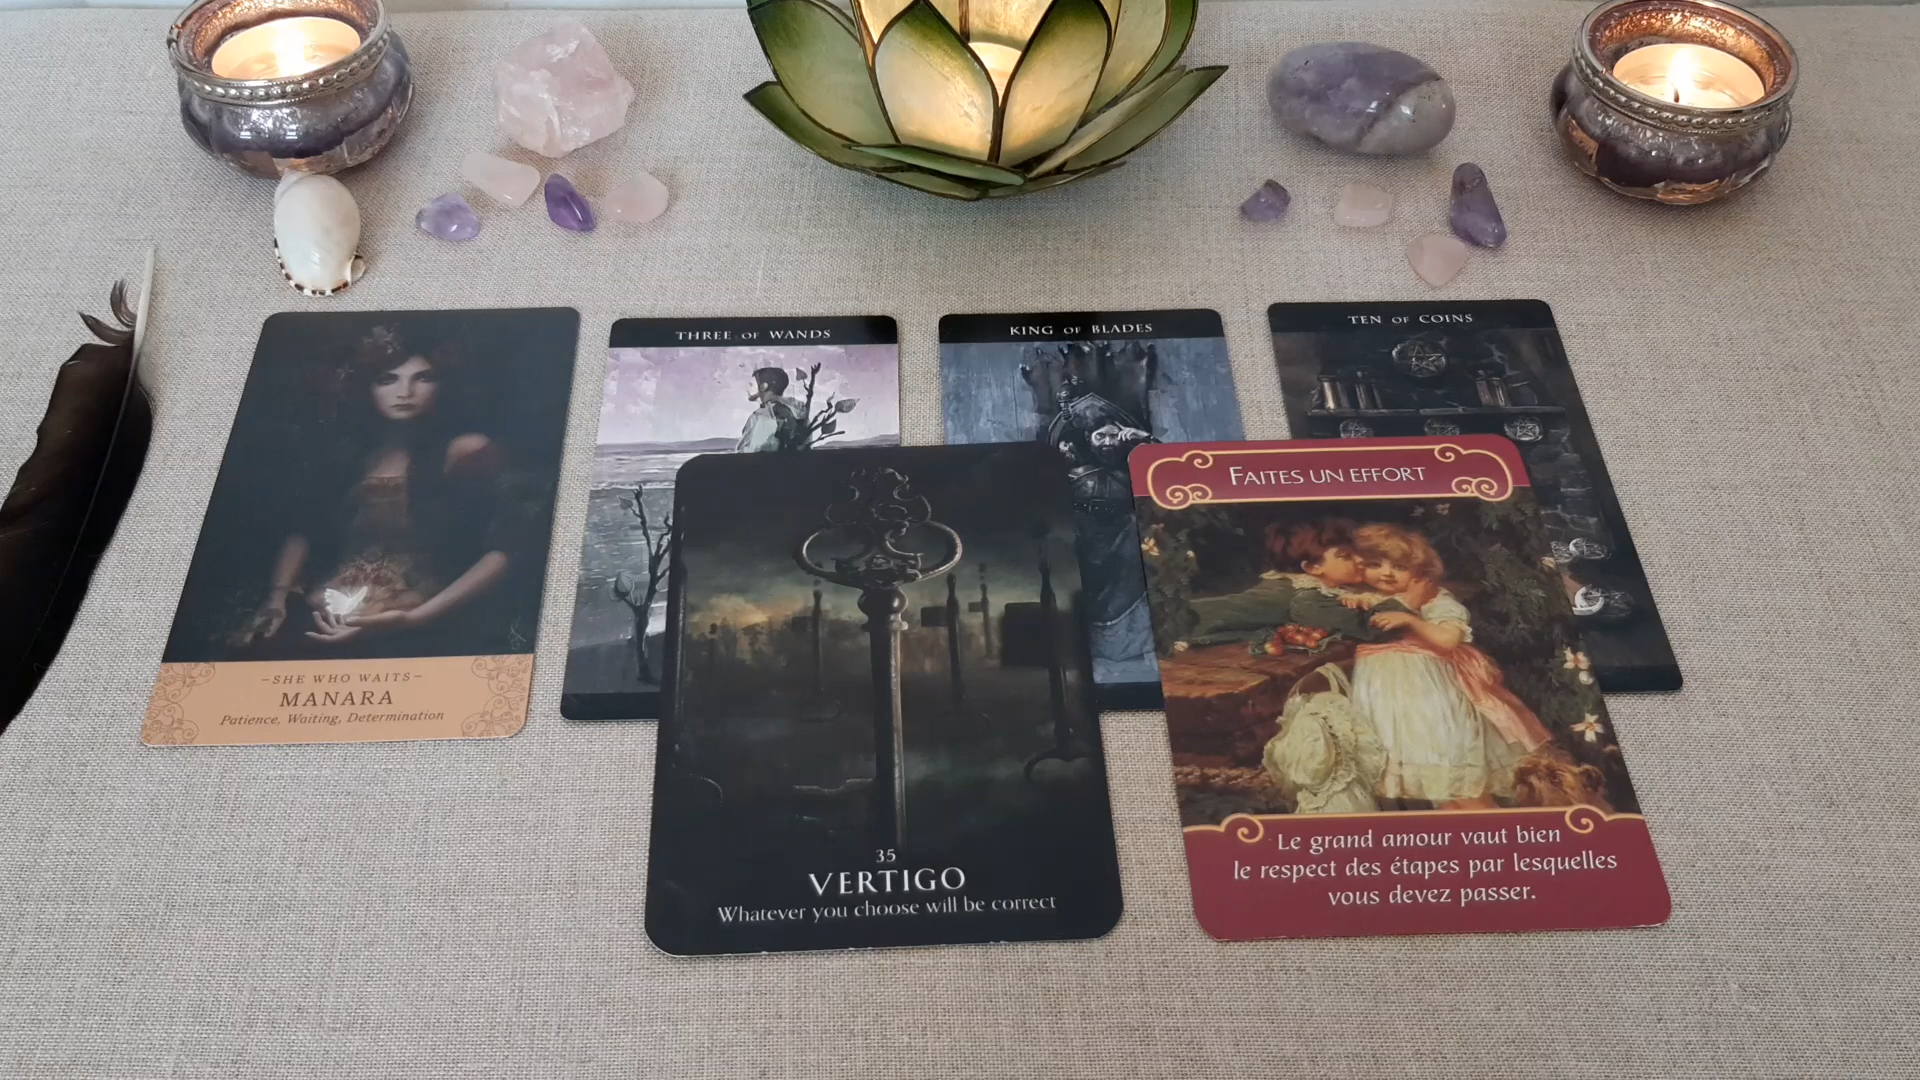 THREE OF WANDS
KING OF BLADES
TEN OF COINS
–SHE WHO WAITS–
MANARA
Patience, Waiting, Determination
35
VERTIGO
Whatever you choose will be correct
FAITES UN EFFORT
Le grand amour vaut bien
le respect des étapes par lesquelles
vous devez passer.